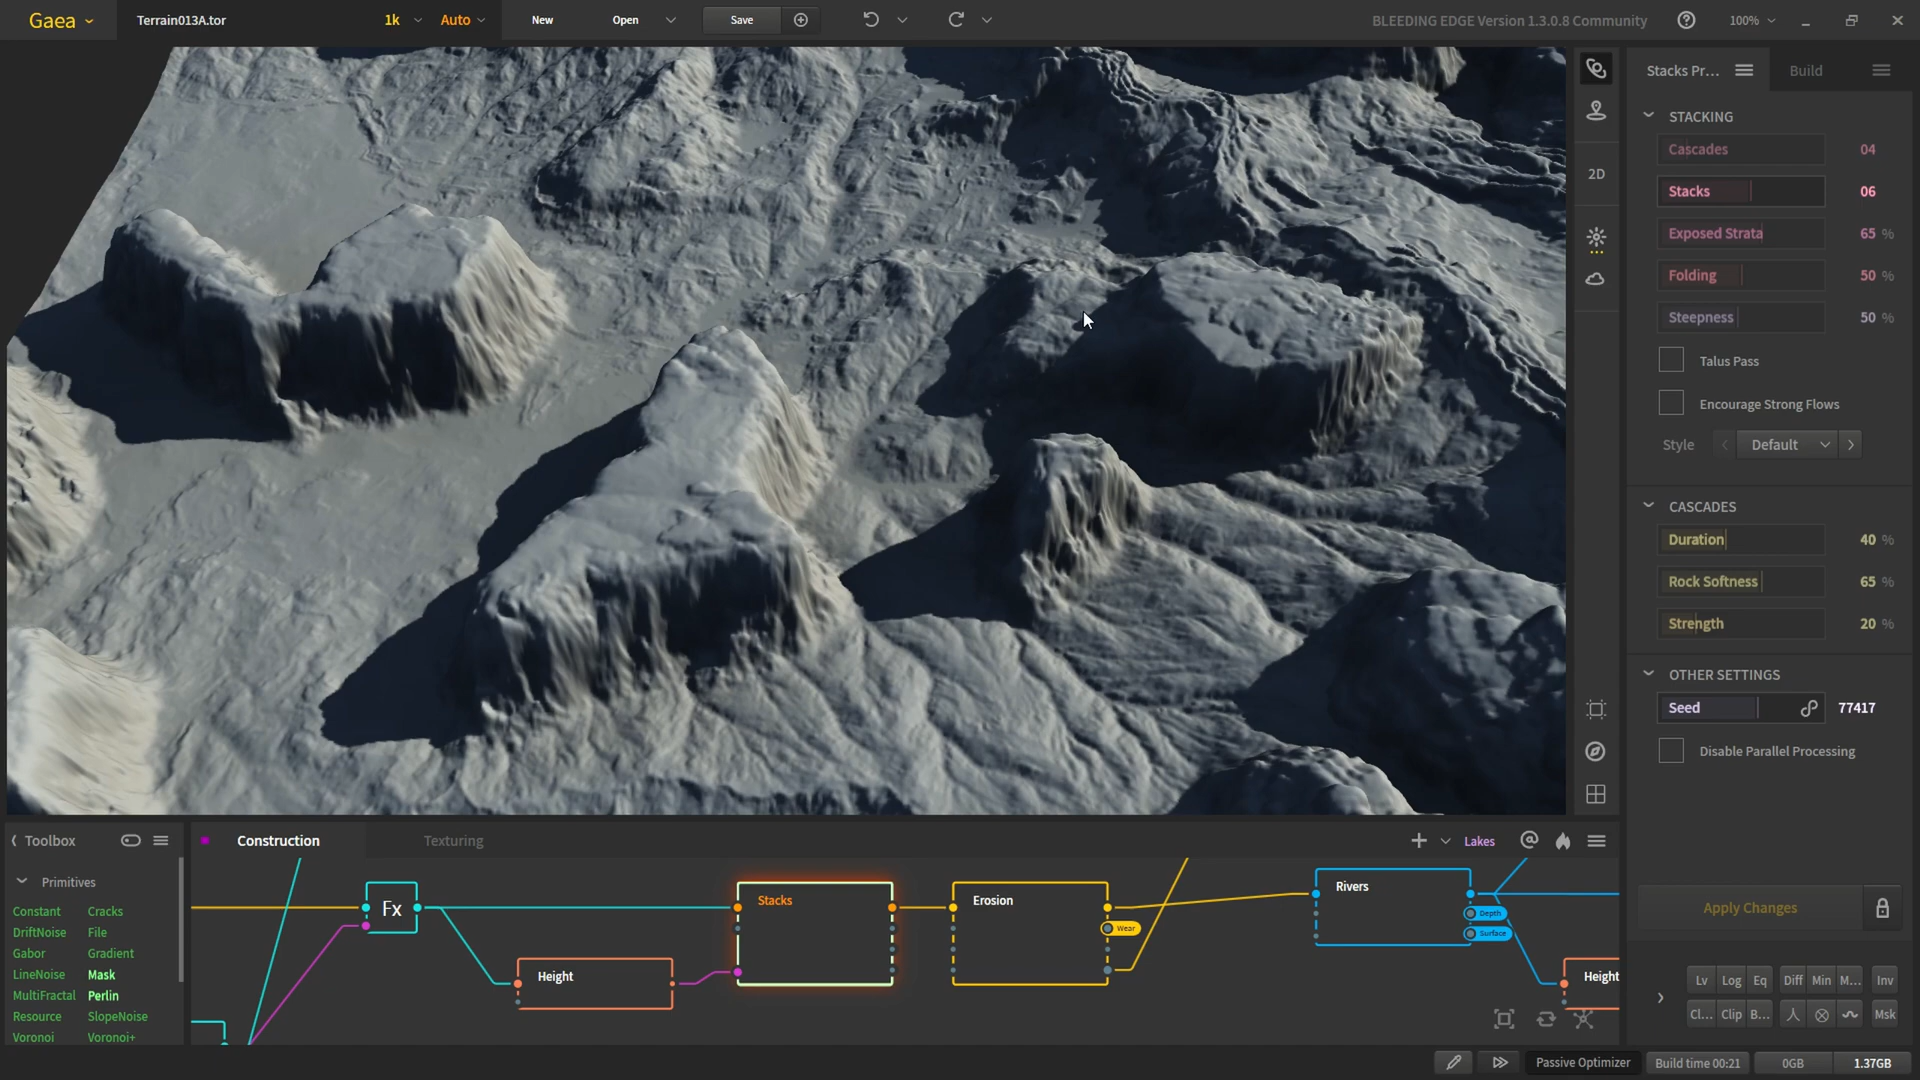 Gaea
Terrain013A.tor
1k
Auto
New
Open
Save
BLEEDING EDGE Version 1.3.0.8 Community
100%
Stacks Pr...
Build
STACKING
Cascades 04
Stacks 06
Exposed Strata 65 %
Folding 50 %
Steepness 50 %
Talus Pass
Encourage Strong Flows
Style Default
CASCADES
Duration 40 %
Rock Softness 65 %
Strength 20 %
OTHER SETTINGS
Seed 77417
Disable Parallel Processing
Apply Changes
2D
Toolbox
Construction
Texturing
Lakes
Primitives
Constant Cracks
DriftNoise File
Gabor Gradient
LineNoise Mask
MultiFractal Perlin
Resource SlopeNoise
Voronoi Voronoi+
Fx
Height
Stacks
Erosion
Wear
Rivers
Depth
Surface
Height
Lv Log Eq Diff Min M... Inv
Cl... Clip B... Msk
Passive Optimizer
Build time 00:21
0GB
1.37GB